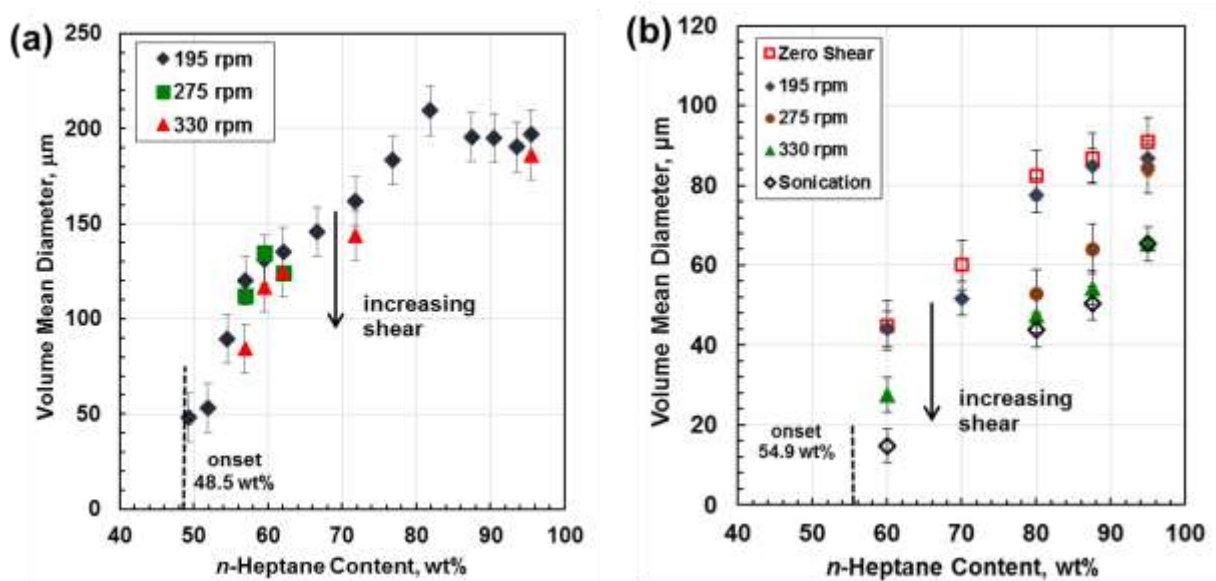 (a)
250
200
150
100
50
0
Volume Mean Diameter, μm
195 rpm
275 rpm
330 rpm
increasing
shear
onset
48.5 wt%
40 50 60 70 80 90 100
n-Heptane Content, wt%
(b)
120
100
80
60
40
20
0
Volume Mean Diameter, μm
Zero Shear
195 rpm
275 rpm
330 rpm
Sonication
increasing
shear
onset
54.9 wt%
40 50 60 70 80 90 100
n-Heptane Content, wt%